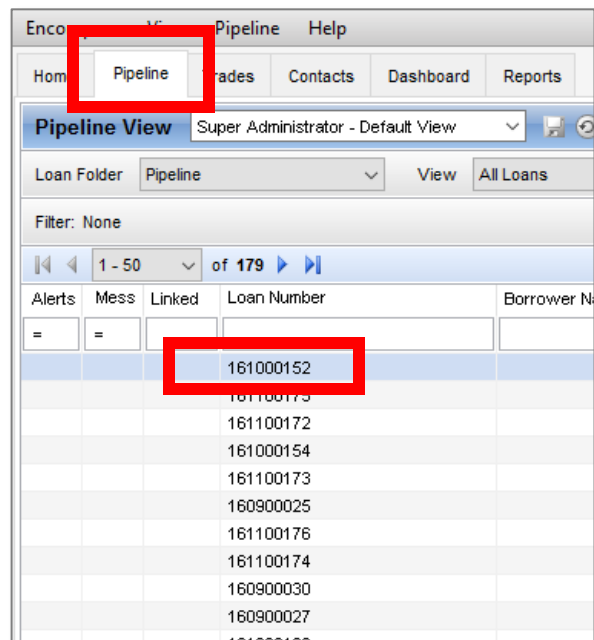 Pipeline Help
Pipeline Dashboard Contacts Reports
Pipeline View Super Administrator - Default View
Loan Folder Pipeline View All Loans
Filter: None
1 - 50 of 179
Alerts Mess Linked Loan Number Borrower
= =
161000152
161100172
161000154
161100173
160900025
161100176
161100174
160900030
160900027